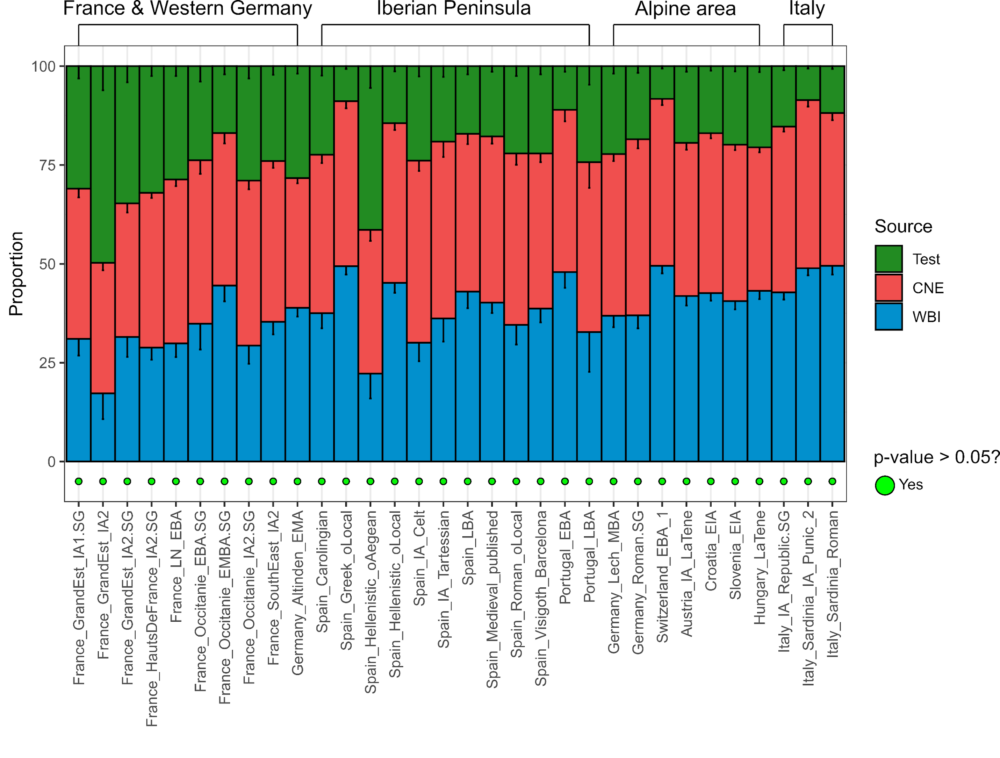 France & Western Germany
Iberian Peninsula
Alpine area
Italy
100
75
50
25
0
Proportion
Source
Test
CNE
WBI
p-value > 0.05?
Yes
France_GrandEst_IA1.SG
France_GrandEst_IA2
France_GrandEst_IA2.SG
France_HautsDeFrance_IA2.SG
France_LN_EBA
France_Occitanie_EBA.SG
France_Occitanie_EMBA.SG
France_Occitanie_IA2.SG
France_SouthEast_IA2
Germany_Altinden_EMA
Spain_Carolingian
Spain_Greek_oLocal
Spain_Hellenistic_oAegean
Spain_Hellenistic_oLocal
Spain_IA_Celt
Spain_IA_Tartessian
Spain_LBA
Spain_Medieval_published
Spain_Roman_oLocal
Spain_Visigoth_Barcelona
Portugal_EBA
Portugal_LBA
Germany_Lech_MBA
Germany_Roman.SG
Switzerland_EBA_1
Austria_IA_LaTene
Croatia_EIA
Slovenia_EIA
Hungary_LaTene
Italy_IA_Republic.SG
Italy_Sardinia_IA_Punic_2
Italy_Sardinia_Roman